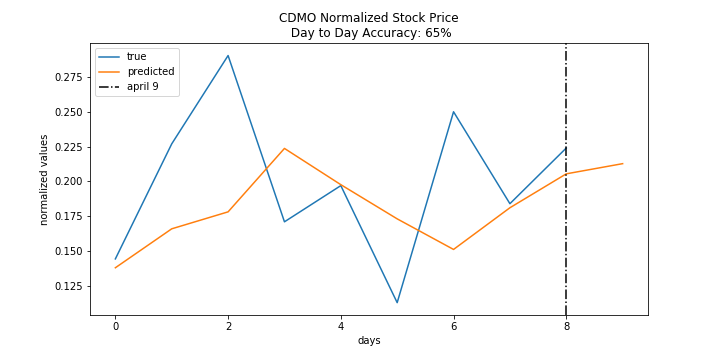 CDMO Normalized Stock Price
Day to Day Accuracy: 65%
true
predicted
april 9
normalized values
0.275
0.250
0.225
0.200
0.175
0.150
0.125
0 2 4 6 8
days